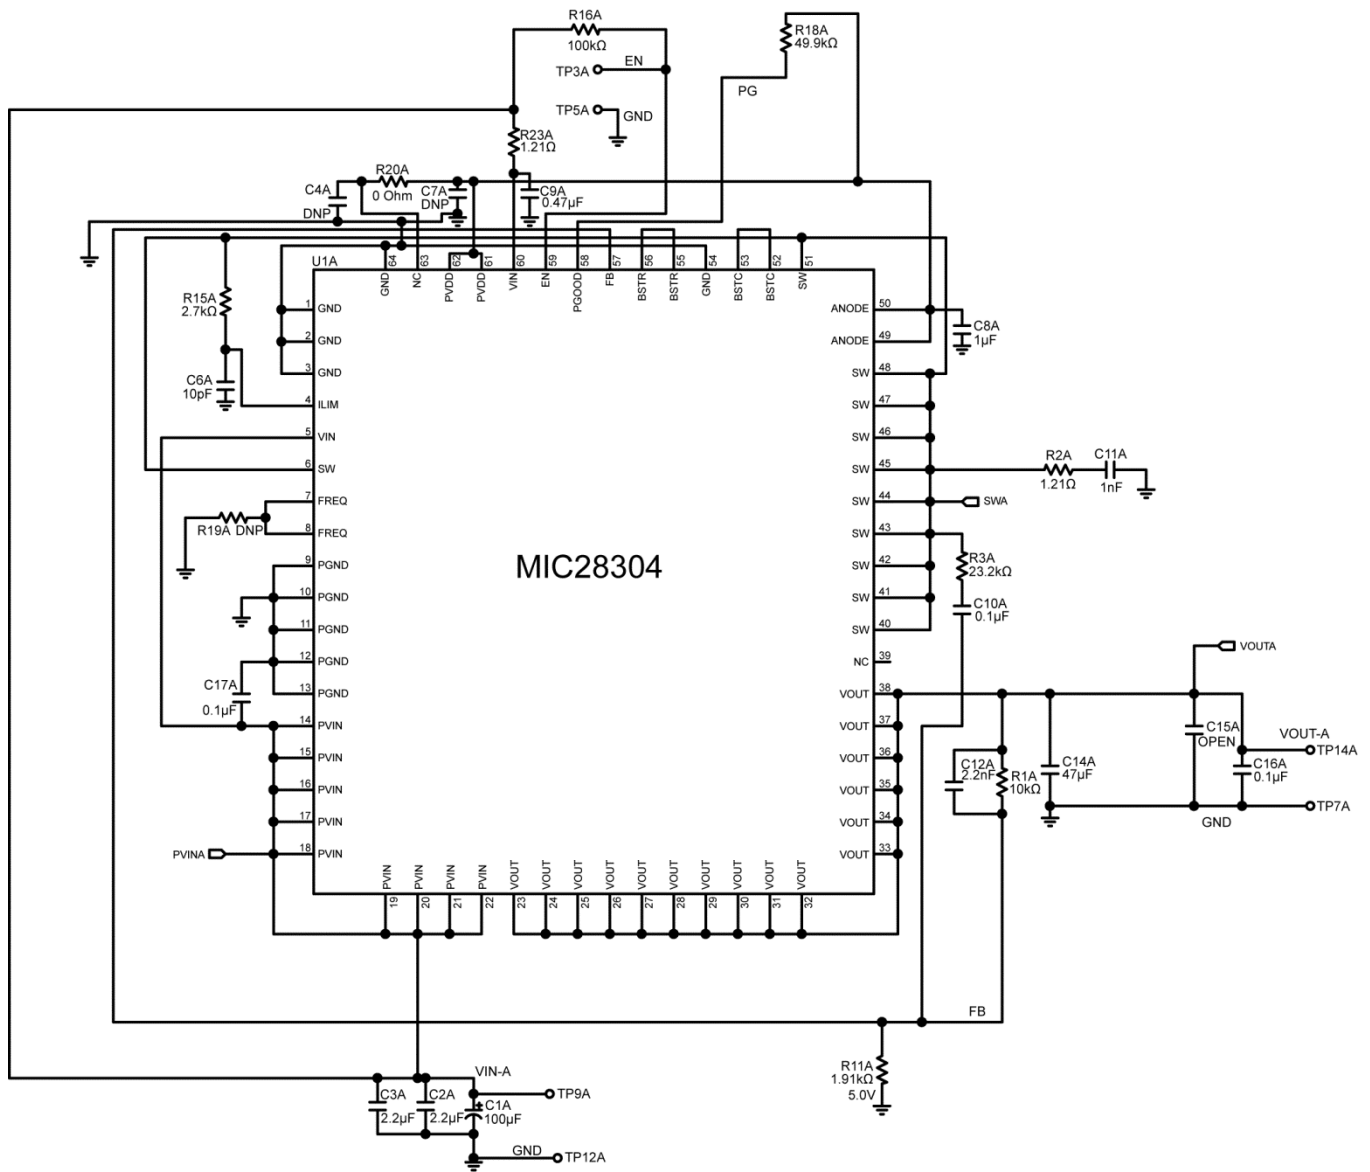 R16A
100kΩ
R18A
49.9kΩ
TP3A
EN
PG
TP5A
GND
R23A
1.21Ω
R20A
0 Ohm
C4A
DNP
C7A
DNP
C9A
0.47µF
U1A
64
63
62
61
60
59
58
57
56
55
54
53
52
51
GND
NC
PVDD
PVDD
VIN
EN
PGOOD
FB
BSTR
BSTR
GND
BSTC
BSTC
SW
R15A
2.7kΩ
C6A
10pF
1 GND
2 GND
3 GND
4 ILIM
5 VIN
6 SW
7 FREQ
8 FREQ
R19A DNP
9 PGND
10 PGND
11 PGND
12 PGND
13 PGND
C17A
0.1µF
14 PVIN
15 PVIN
16 PVIN
17 PVIN
18 PVIN
PVINA
MIC28304
ANODE 50
ANODE 49
C8A
1µF
SW 48
SW 47
SW 46
SW 45
R2A
1.21Ω
C11A
1nF
SW 44
SWA
SW 43
R3A
23.2kΩ
SW 42
SW 41
C10A
0.1µF
SW 40
NC 39
VOUTA
VOUT 38
VOUT 37
VOUT 36
VOUT 35
VOUT 34
VOUT 33
C12A
2.2nF
R1A
10kΩ
C14A
47µF
C15A
OPEN
VOUT-A
TP14A
C16A
0.1µF
GND
TP7A
PVIN
PVIN
PVIN
PVIN
VOUT
VOUT
VOUT
VOUT
VOUT
VOUT
VOUT
VOUT
VOUT
VOUT
19
20
21
22
23
24
25
26
27
28
29
30
31
32
FB
R11A
1.91kΩ
5.0V
VIN-A
C3A
2.2µF
C2A
2.2µF
+
C1A
100µF
TP9A
GND
TP12A